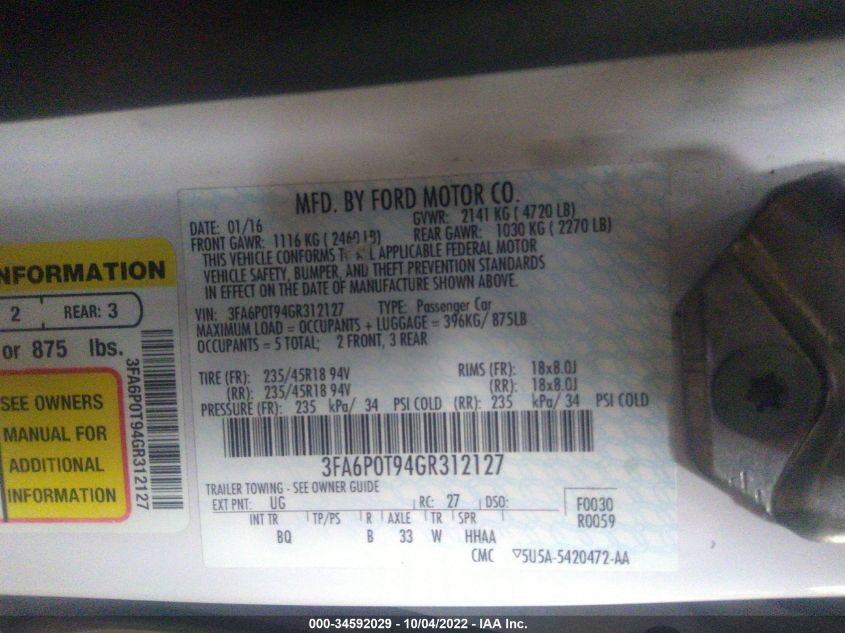 MFD. BY FORD MOTOR CO.
DATE: 01/16 GVWR: 2141 KG ( 4720 LB)
FRONT GAWR: 1116 KG ( 2460 LB) REAR GAWR: 1030 KG ( 2270 LB)
THIS VEHICLE CONFORMS TO ALL APPLICABLE FEDERAL MOTOR
VEHICLE SAFETY, BUMPER, AND THEFT PREVENTION STANDARDS
IN EFFECT ON THE DATE OF MANUFACTURE SHOWN ABOVE.
VIN: 3FA6P0T94GR312127 TYPE: Passenger Car
MAXIMUM LOAD = OCCUPANTS + LUGGAGE = 396KG/ 875LB
OCCUPANTS = 5 TOTAL; 2 FRONT, 3 REAR
TIRE (FR): 235/45R18 94V RIMS (FR): 18x8.0J
(RR): 235/45R18 94V (RR): 18x8.0J
PRESSURE (FR): 235 kPa/ 34 PSI COLD (RR): 235 kPa/ 34 PSI COLD
3FA6P0T94GR312127
TRAILER TOWING - SEE OWNER GUIDE
EXT PNT: UG RC: 27 DSO: F0030
INT TR TP/PS R AXLE TR SPR R0059
BQ B 33 W HHAA
CMC ▽5U5A-5420472-AA
NFORMATION
2 REAR: 3
or 875 lbs.
SEE OWNERS
MANUAL FOR
ADDITIONAL
INFORMATION
3FA6P0T94GR312127
000-34592029 - 10/04/2022 - IAA Inc.